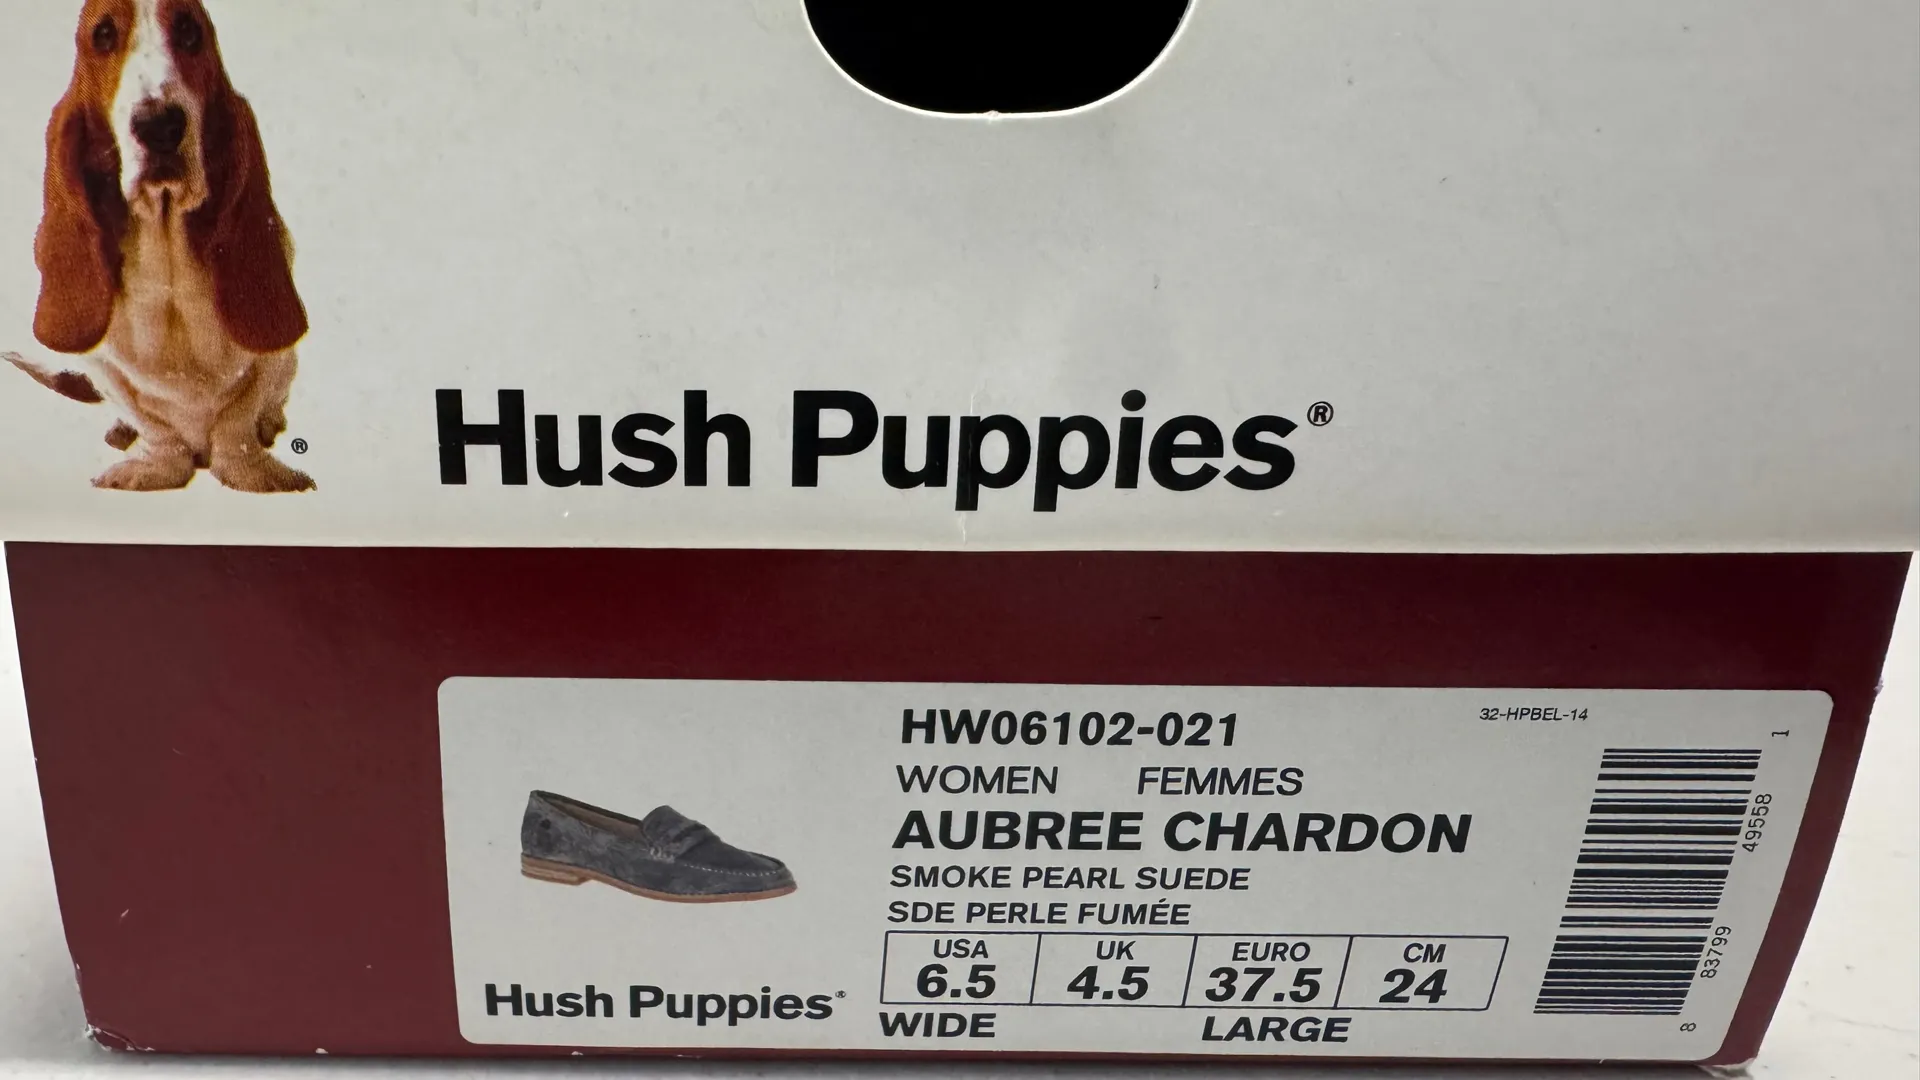 Hush Puppies®
®
HW06102-021
32-HPBEL-14
WOMEN FEMMES
AUBREE CHARDON
SMOKE PEARL SUEDE
SDE PERLE FUMÉE
USA UK EURO CM
6.5 4.5 37.5 24
WIDE LARGE
Hush Puppies®
8 83799 49558 1